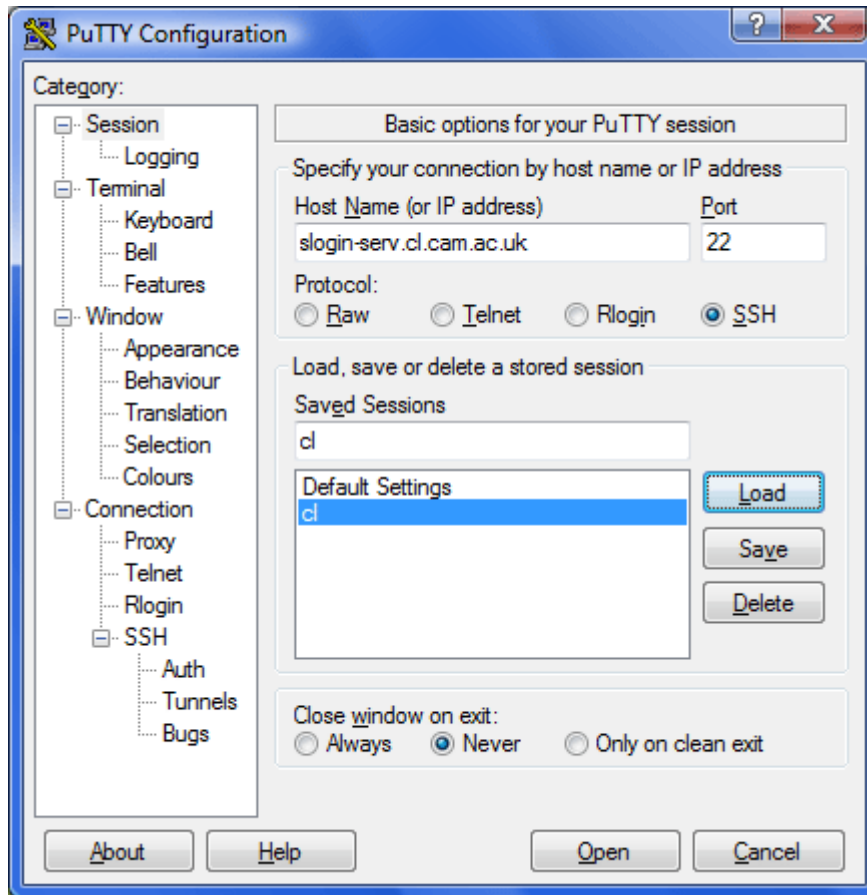 PuTTY Configuration
?
X
Category:
Session
Logging
Terminal
Keyboard
Bell
Features
Window
Appearance
Behaviour
Translation
Selection
Colours
Connection
Proxy
Telnet
Rlogin
SSH
Auth
Tunnels
Bugs
Basic options for your PuTTY session
Specify your connection by host name or IP address
Host Name (or IP address) Port
slogin-serv.cl.cam.ac.uk 22
Protocol:
Raw Telnet Rlogin SSH
Load, save or delete a stored session
Saved Sessions
cl
Default Settings
cl
Load
Save
Delete
Close window on exit:
Always Never Only on clean exit
About Help Open Cancel